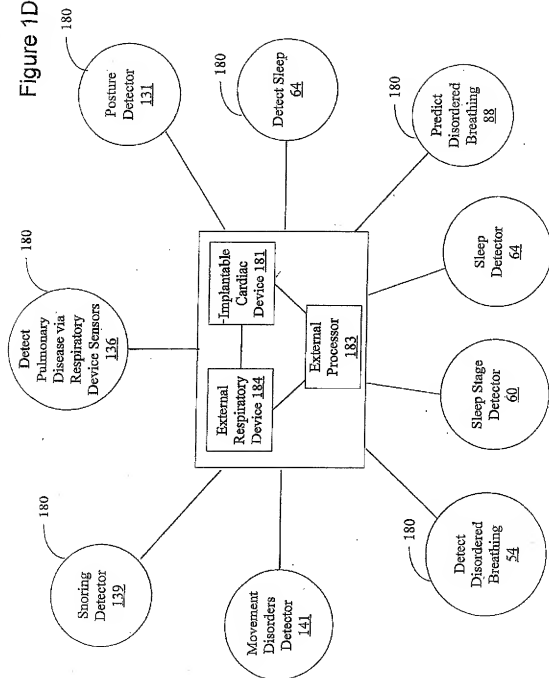 Figure 1D
180
Detect
Pulmonary
Disease via
Respiratory
Device Sensors
136
180
Posture
Detector
131
180
Snoring
Detector
139
180
Detect Sleep
64
External
Respiratory
Device 184
Implantable
Cardiac
Device 181
External
Processor
183
Movement
Disorders
Detector
141
180
Predict
Disordered
Breathing
88
180
Detect
Disordered
Breathing
54
Sleep Stage
Detector
60
Sleep
Detector
64